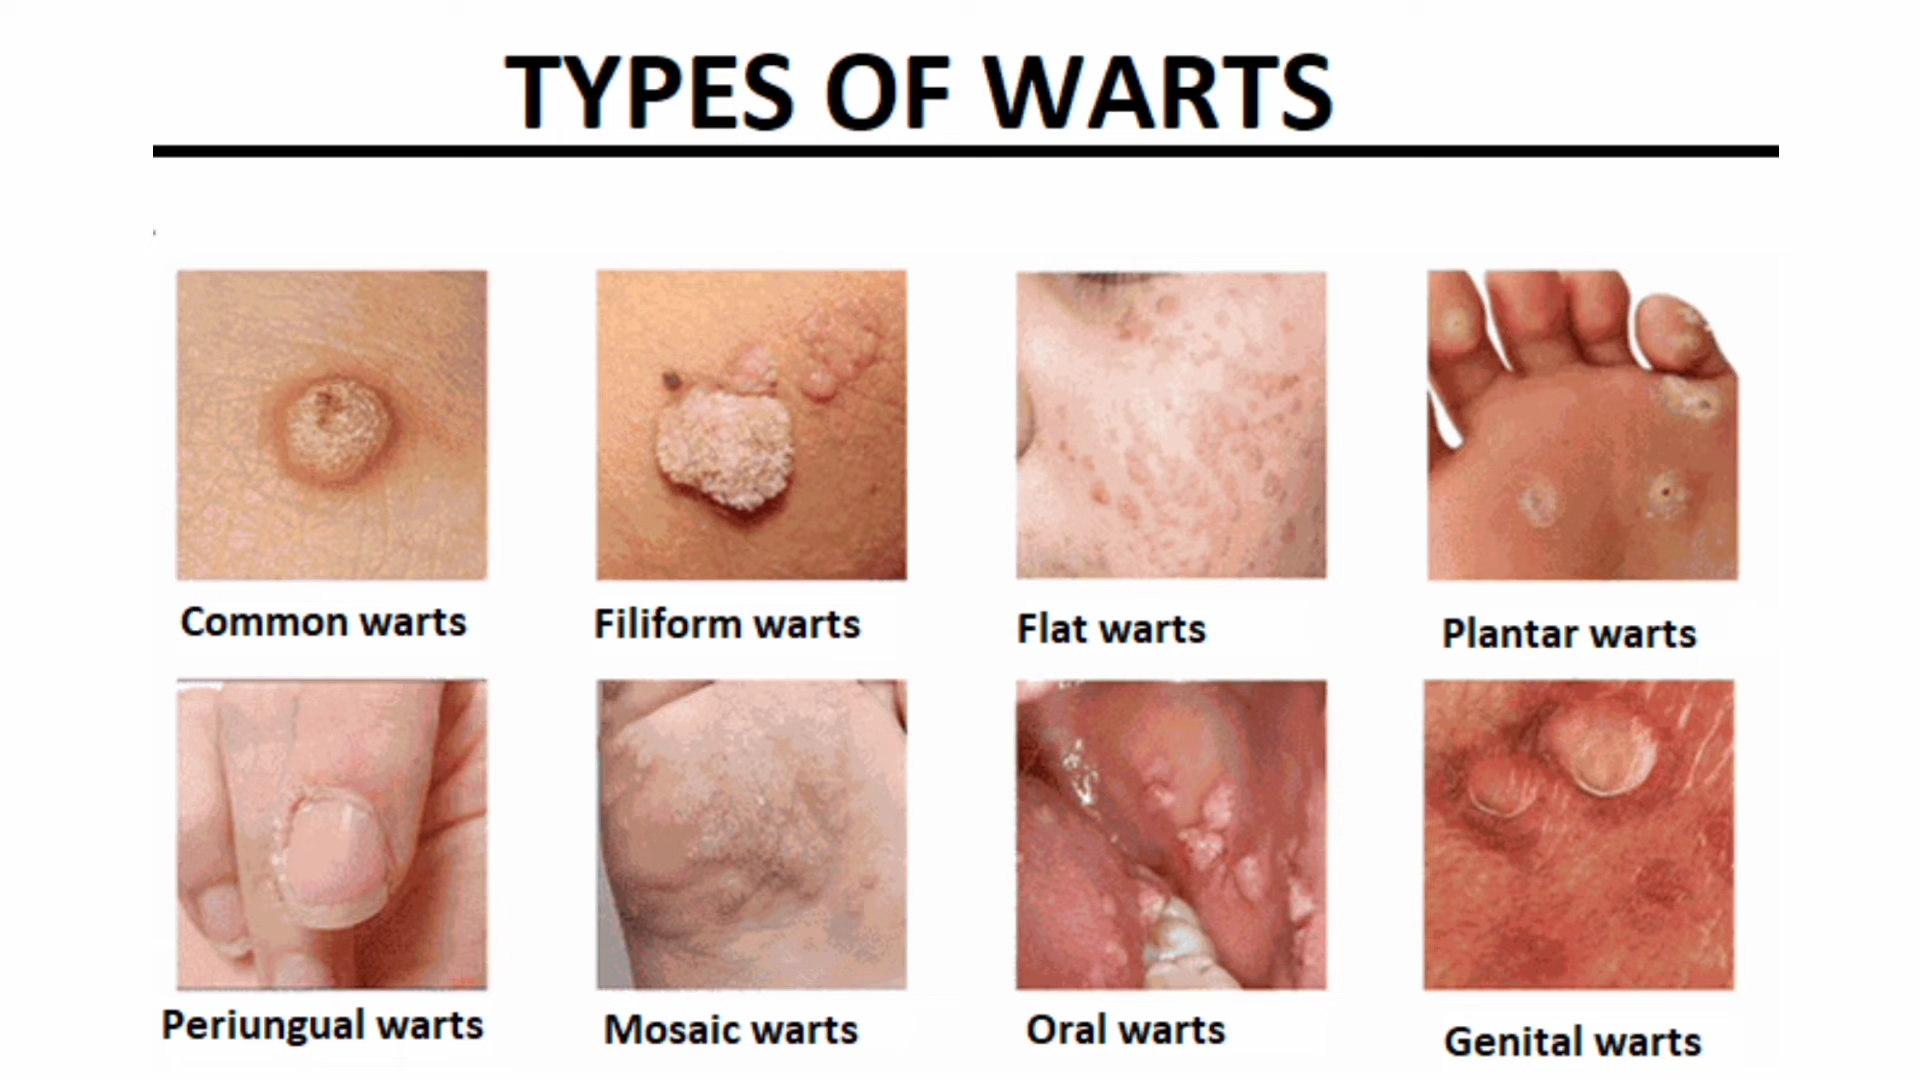 TYPES OF WARTS
Common warts
Filiform warts
Flat warts
Plantar warts
Periungual warts
Mosaic warts
Oral warts
Genital warts